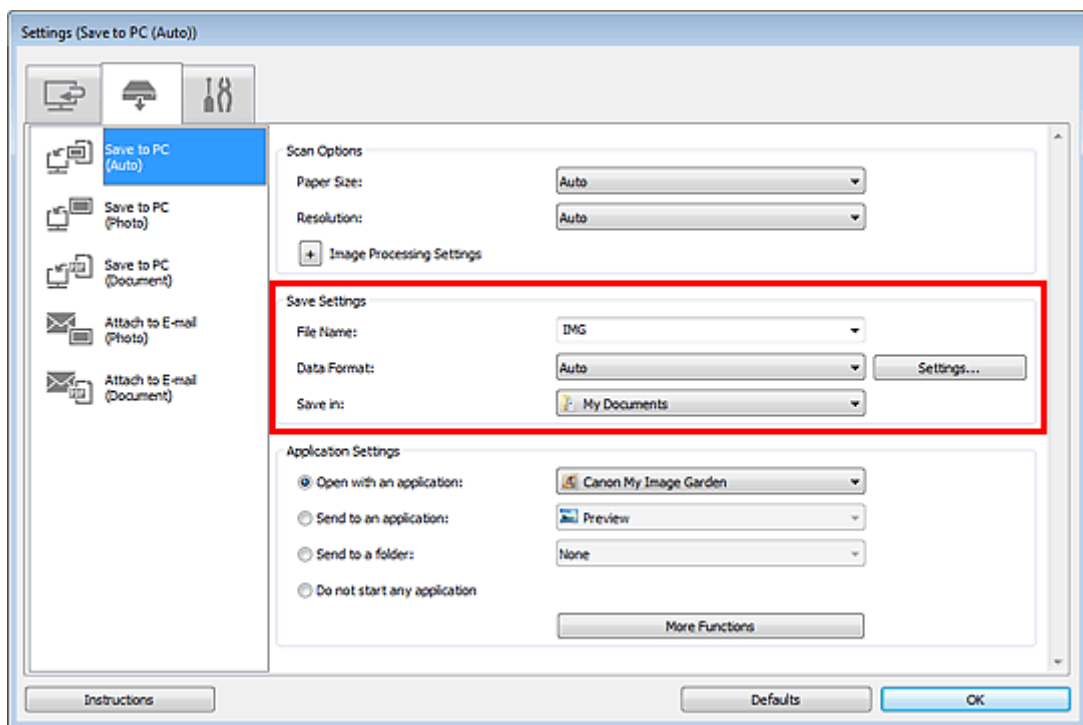 Settings (Save to PC (Auto))
Save to PC
(Auto)
Save to PC
(Photo)
Save to PC
(Document)
Attach to E-mail
(Photo)
Attach to E-mail
(Document)
Scan Options
Paper Size: Auto
Resolution: Auto
+ Image Processing Settings
Save Settings
File Name: IMG
Data Format: Auto Settings...
Save in: My Documents
Application Settings
Open with an application: Canon My Image Garden
Send to an application: Preview
Send to a folder: None
Do not start any application
More Functions
Instructions Defaults OK